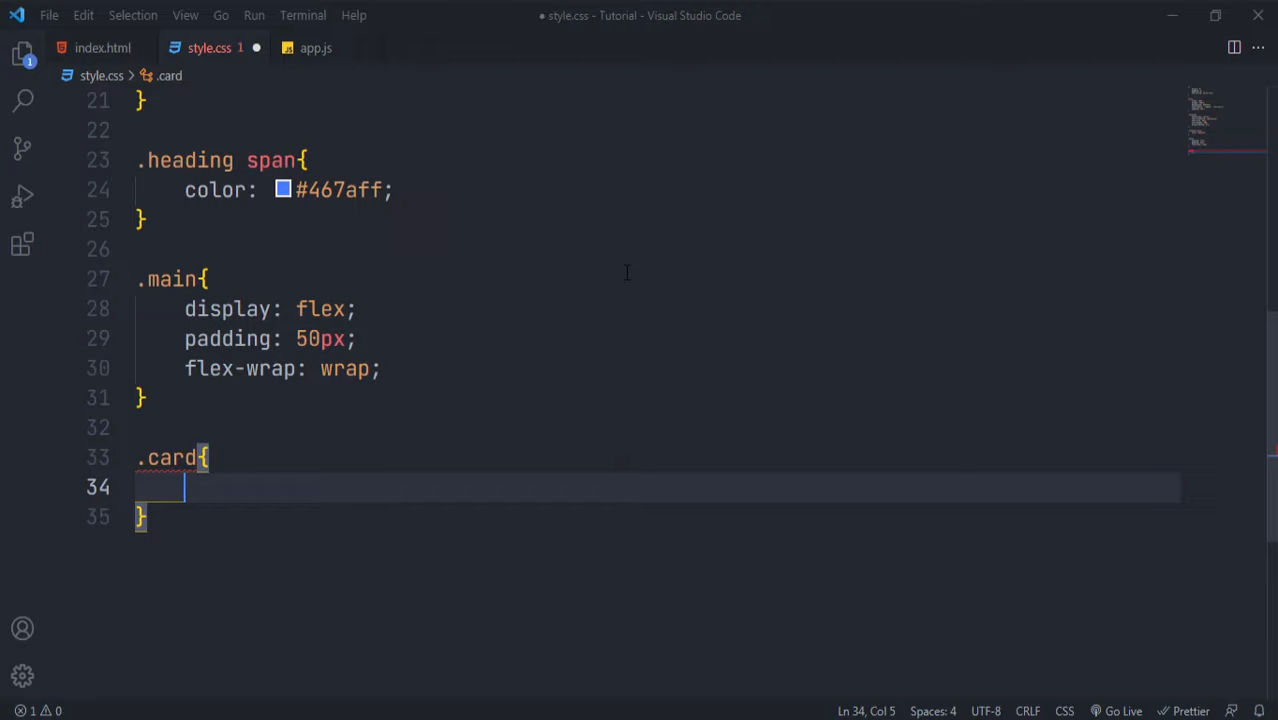 File Edit Selection View Go Run Terminal Help ● style.css - Tutorial - Visual Studio Code
index.html style.css 1 ● JS app.js
style.css > .card
1
21 }
22
23 .heading span{
24 color: #467aff;
25 }
26
27 .main{
28 display: flex;
29 padding: 50px;
30 flex-wrap: wrap;
31 }
32
33 .card{
34
35 }
1 0 Ln 34, Col 5 Spaces: 4 UTF-8 CRLF CSS Go Live Prettier